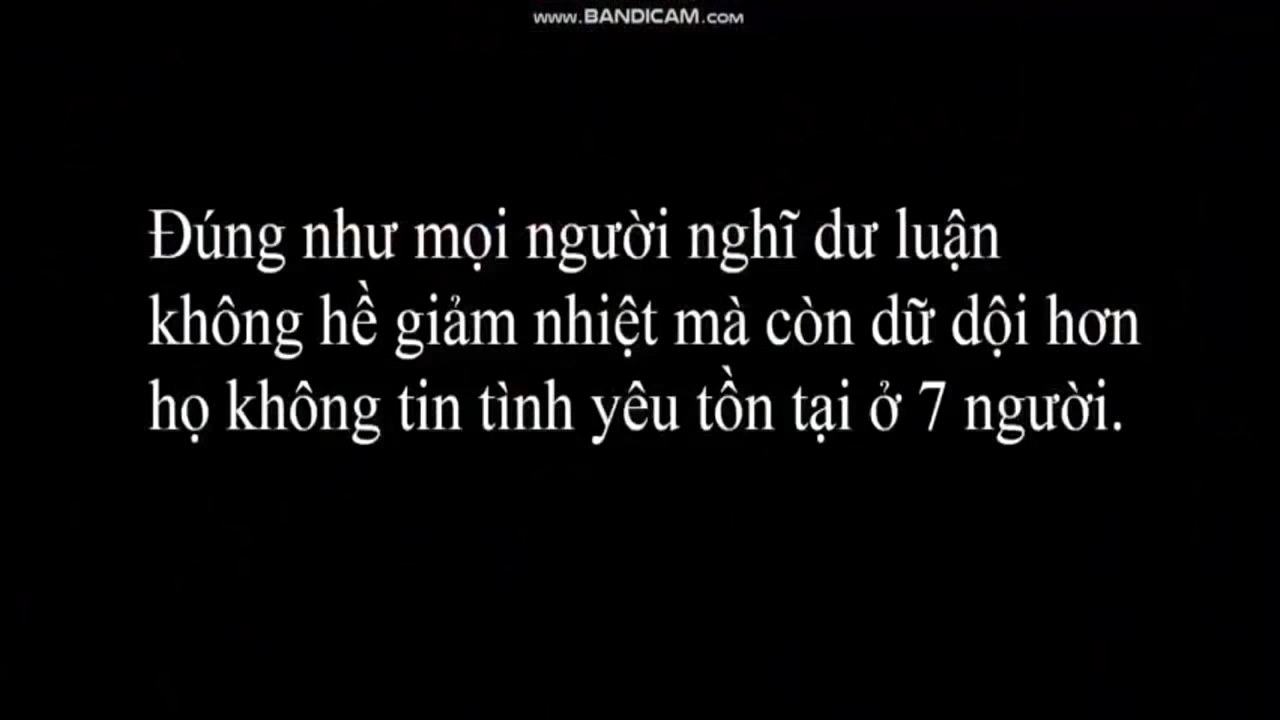 www.BANDICAM.COM
Đúng như mọi người nghĩ dư luận
không hề giảm nhiệt mà còn dữ dội hơn
họ không tin tình yêu tồn tại ở 7 người.